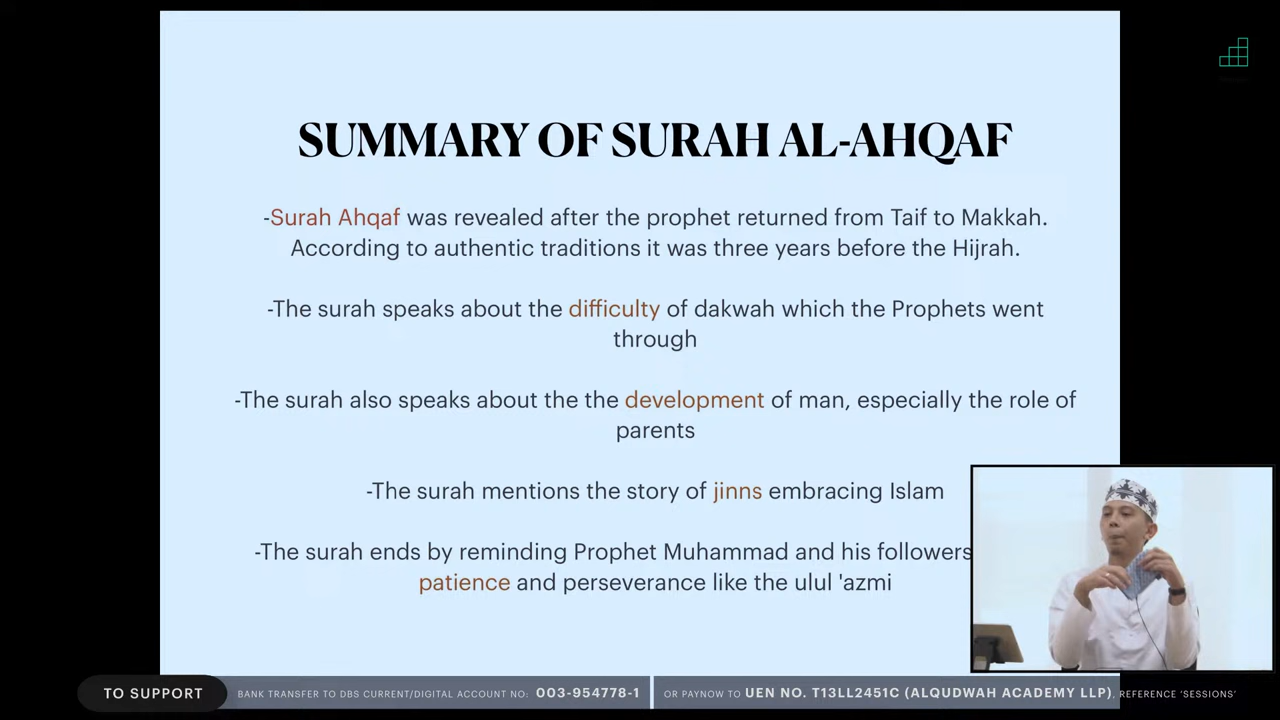 SUMMARY OF SURAH AL-AHQAF
-Surah Ahqaf was revealed after the prophet returned from Taif to Makkah.
According to authentic traditions it was three years before the Hijrah.
-The surah speaks about the difficulty of dakwah which the Prophets went
through
-The surah also speaks about the the development of man, especially the role of
parents
-The surah mentions the story of jinns embracing Islam
-The surah ends by reminding Prophet Muhammad and his followers
patience and perseverance like the ulul 'azmi
TO SUPPORT BANK TRANSFER TO DBS CURRENT/DIGITAL ACCOUNT NO: 003-954778-1 OR PAYNOW TO UEN NO. T13LL2451C (ALQUDWAH ACADEMY LLP), REFERENCE 'SESSIONS'